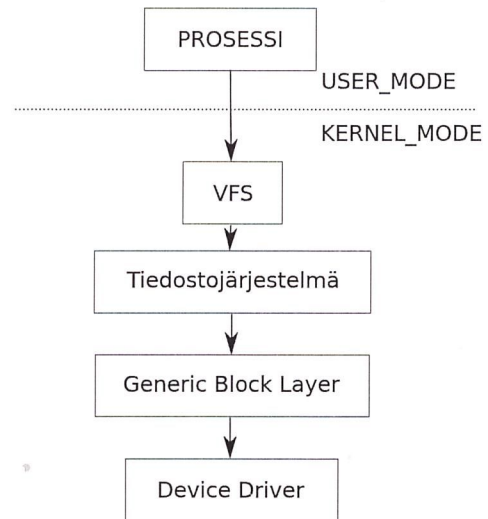 PROSESSI
USER_MODE
KERNEL_MODE
VFS
Tiedostojärjestelmä
Generic Block Layer
Device Driver